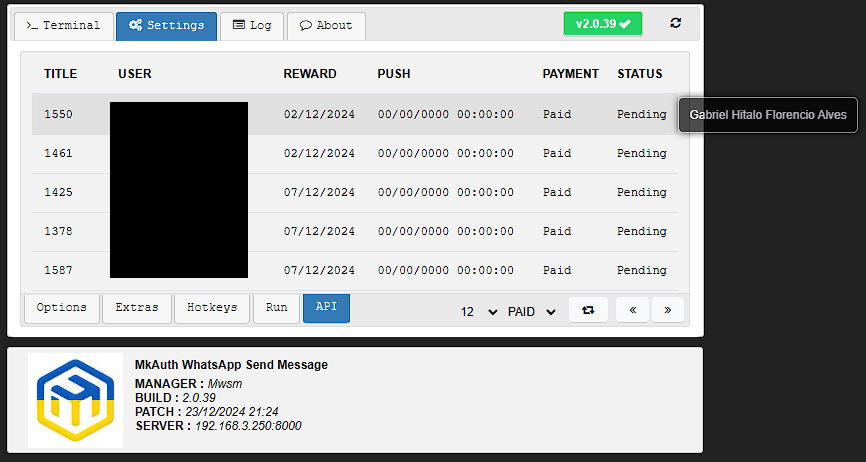 >_ Terminal Settings Log About v2.0.39
TITLE USER REWARD PUSH PAYMENT STATUS
1550 02/12/2024 00/00/0000 00:00:00 Paid Pending
Gabriel Hitalo Florencio Alves
1461 02/12/2024 00/00/0000 00:00:00 Paid Pending
1425 07/12/2024 00/00/0000 00:00:00 Paid Pending
1378 07/12/2024 00/00/0000 00:00:00 Paid Pending
1587 07/12/2024 00/00/0000 00:00:00 Paid Pending
Options Extras Hotkeys Run API 12 PAID « »
MkAuth WhatsApp Send Message
MANAGER : Mwsm
BUILD : 2.0.39
PATCH : 23/12/2024 21:24
SERVER : 192.168.3.250:8000